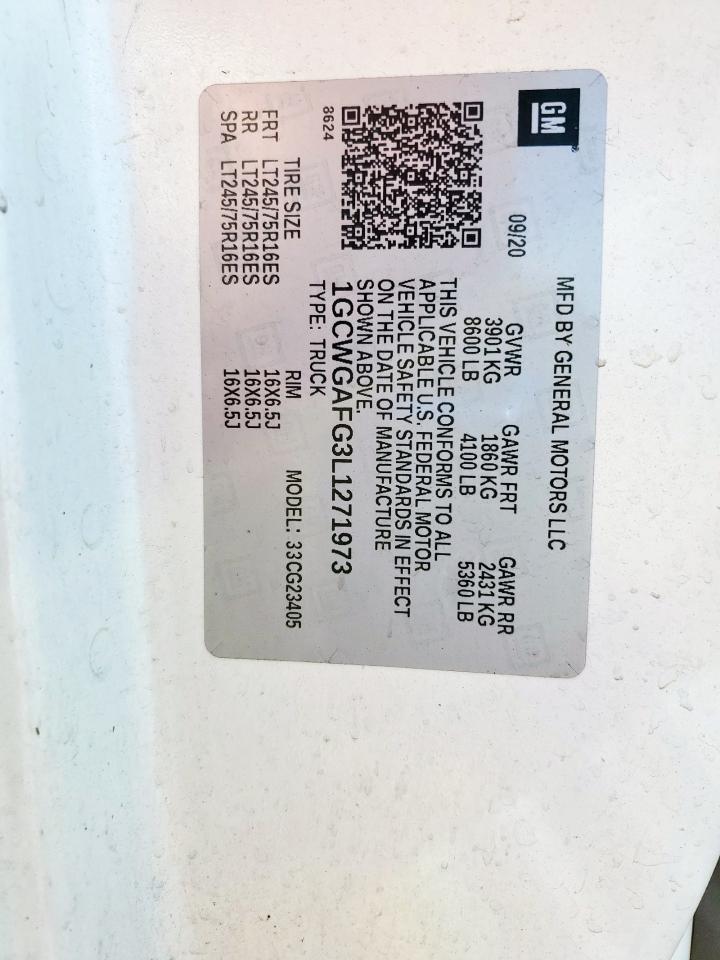 GM
MFD BY GENERAL MOTORS LLC
09/20
GVWR GAWR FRT GAWR RR
3901 KG 1860 KG 2431 KG
8600 LB 4100 LB 5360 LB
THIS VEHICLE CONFORMS TO ALL
APPLICABLE U.S. FEDERAL MOTOR
VEHICLE SAFETY STANDARDS IN EFFECT
ON THE DATE OF MANUFACTURE
SHOWN ABOVE.
1GCWGAFG3L1271973
8624
TYPE: TRUCK
MODEL: 33CG23405
TIRE SIZE RIM
FRT LT245/75R16ES 16X6.5J
RR LT245/75R16ES 16X6.5J
SPA LT245/75R16ES 16X6.5J